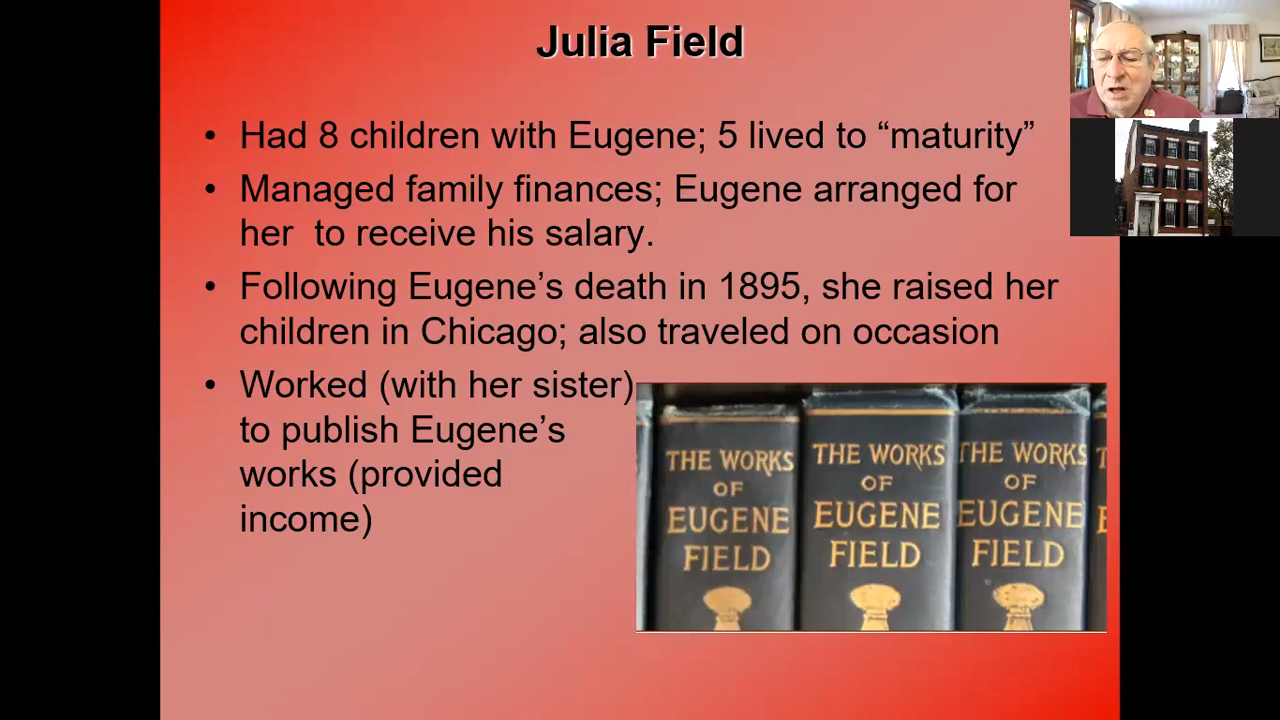 Julia Field
• Had 8 children with Eugene; 5 lived to “maturity”
• Managed family finances; Eugene arranged for
her  to receive his salary.
• Following Eugene’s death in 1895, she raised her
children in Chicago; also traveled on occasion
• Worked (with her sister)
to publish Eugene’s
works (provided
income)
THE WORKS
OF
EUGENE
FIELD
THE WORKS
OF
EUGENE
FIELD
THE WORKS
OF
EUGENE
FIELD